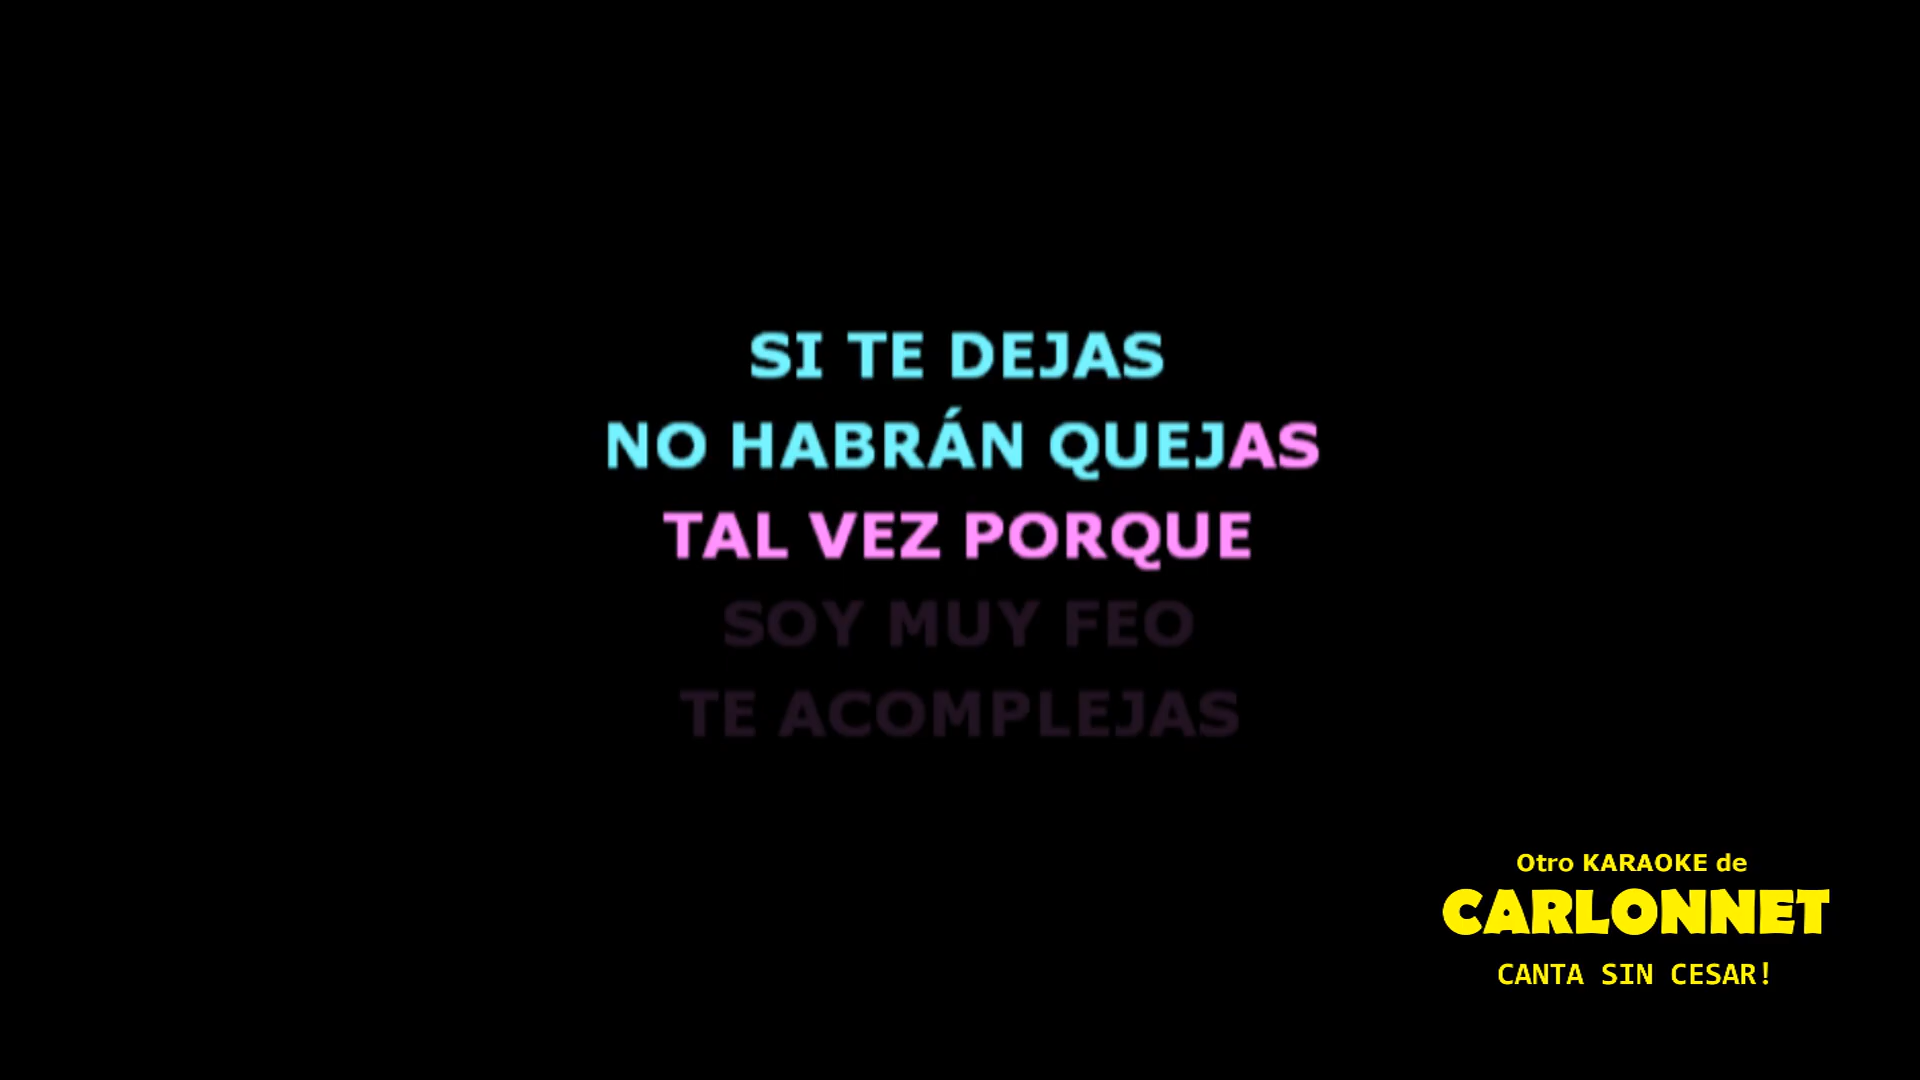 SI TE DEJAS
NO HABRÁN QUEJAS
TAL VEZ PORQUE
SOY MUY FEO
TE ACOMPLEJAS
Otro KARAOKE de
CARLONNET
CANTA SIN CESAR!